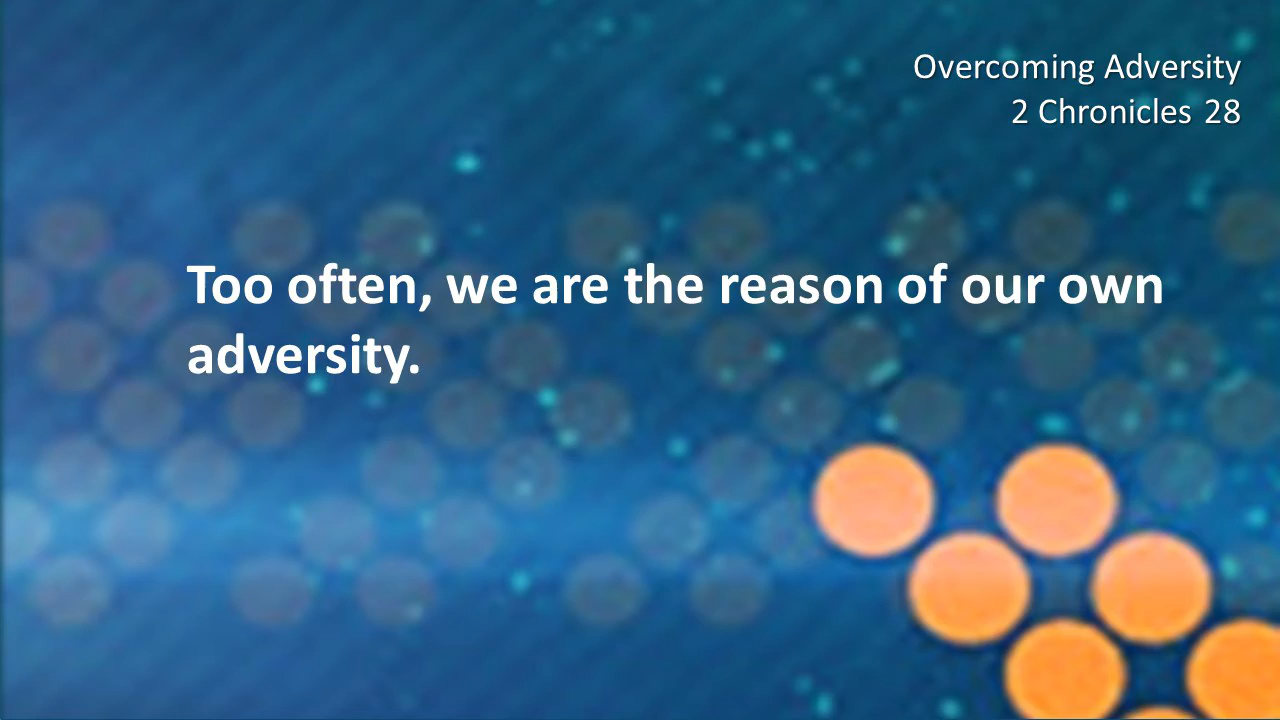 Overcoming Adversity
2 Chronicles 28
Too often, we are the reason of our own
adversity.